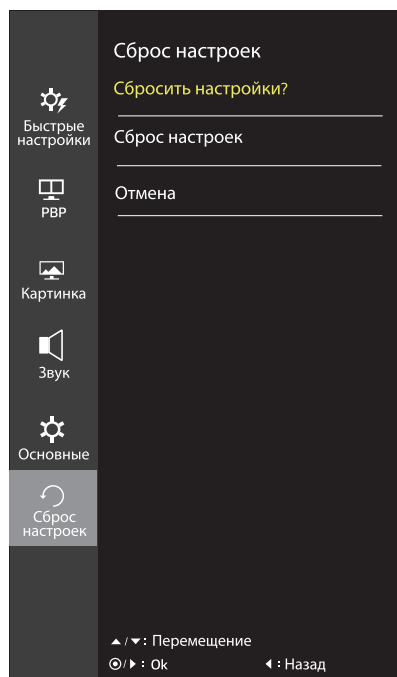 Быстрые
настройки
PBP
Картинка
Звук
Основные
Сброс
настроек
Сброс настроек
Сбросить настройки?
Сброс настроек
Отмена
▲/▼: Перемещение
◉/▶ : Ok ◀ : Назад